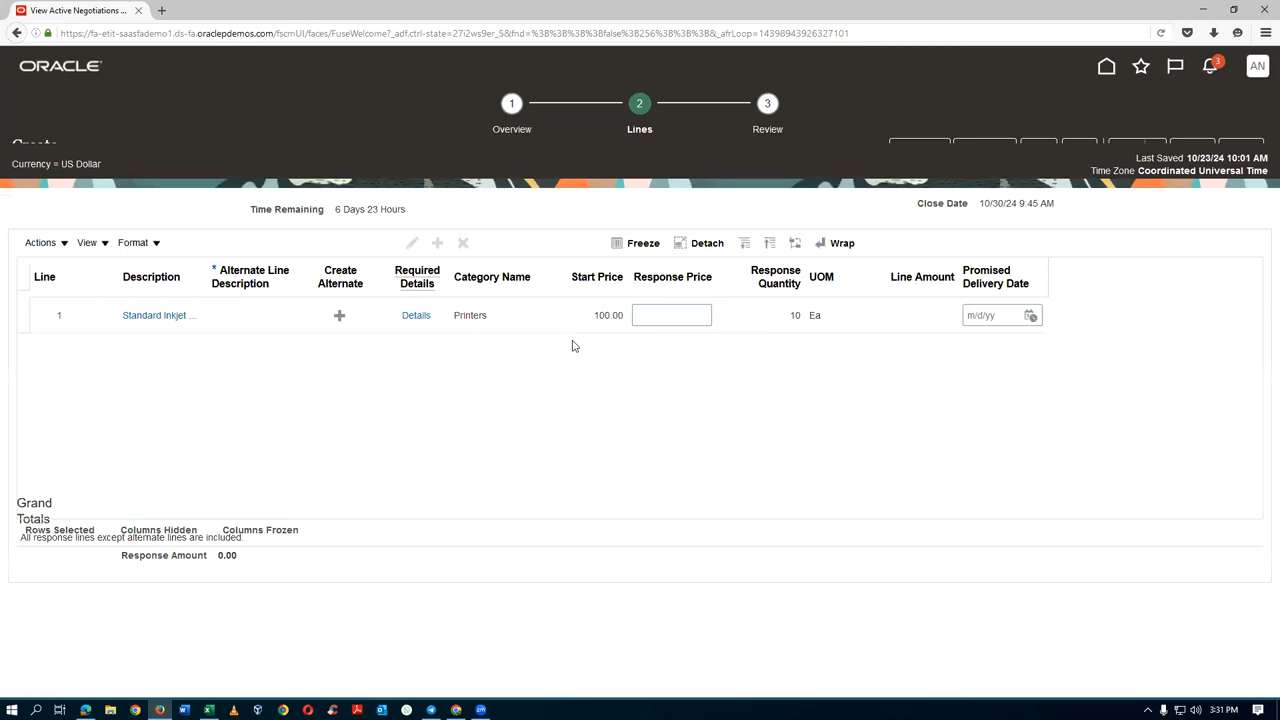 View Active Negotiations ...
https://fa-etit-saasfademo1.ds-fa.oraclepdemos.com/fscmUI/faces/FuseWelcome?_adf.ctrl-state=27i2ws9er_5&fnd=%3B%3B%3B%3Bfalse%3B256%3B%3B%3B&_afrLoop=14398943926327101
ORACLE
3
AN
1
2
3
Overview
Lines
Review
Create
Currency = US Dollar
Last Saved 10/23/24 10:01 AM
Time Zone Coordinated Universal Time
Time Remaining 6 Days 23 Hours
Close Date 10/30/24 9:45 AM
Actions View Format Freeze Detach Wrap
Line Description * Alternate Line Description Create Alternate Required Details Category Name Start Price Response Price Response Quantity UOM Line Amount Promised Delivery Date
1 Standard Inkjet ... Details Printers 100.00 10 Ea m/d/yy
Grand
Totals
Rows Selected Columns Hidden Columns Frozen
All response lines except alternate lines are included.
Response Amount 0.00
3:31 PM